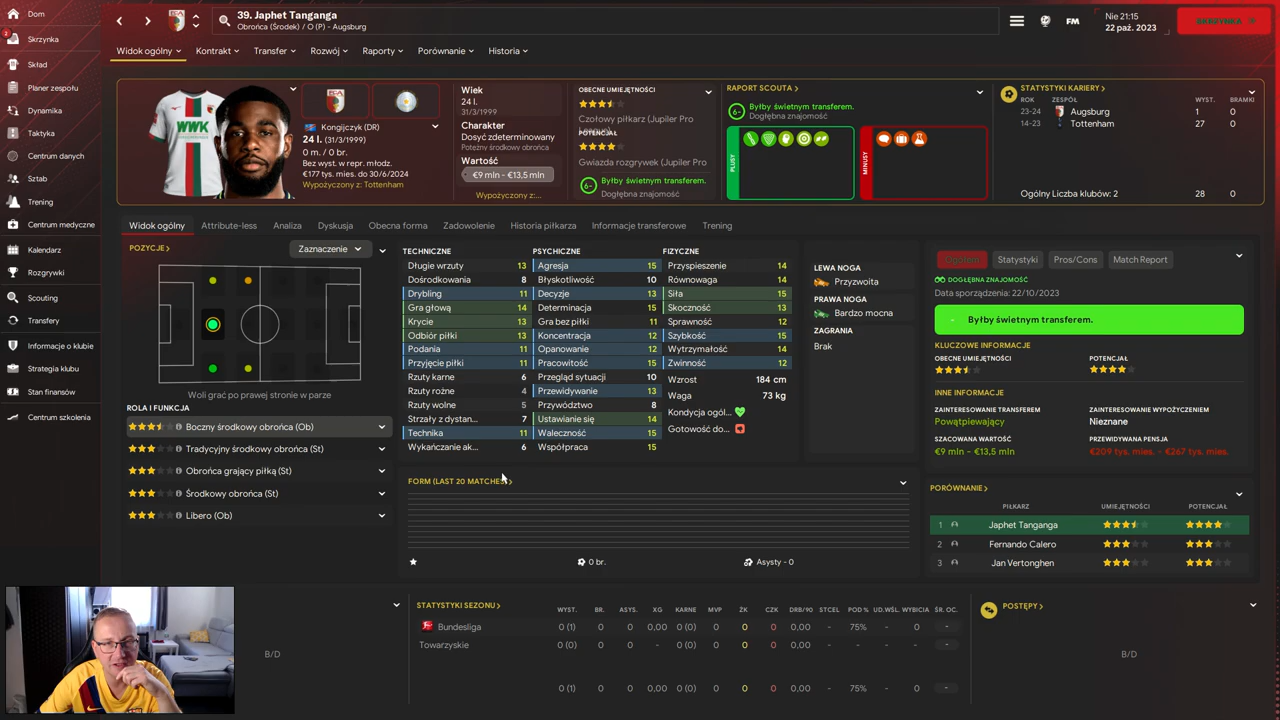 Dom
Skrzynka
Skład
Planer zespołu
Dynamika
Taktyka
Centrum danych
Sztab
Trening
Centrum medyczne
Kalendarz
Rozgrywki
Scouting
Transfery
Informacje o klubie
Strategia klubu
Stan finansów
Centrum szkolenia
39. Japhet Tanganga
Obrońca (Środek) / O (P) - Augsburg
FM
Nie 21:15
22 paź. 2023
SKRZYNKA
Widok ogólny
Kontrakt
Transfer
Rozwój
Raporty
Porównanie
Historia
WWK
Kongijczyk (DR)
24 l. (31/3/1999)
0 m. / 0 br.
Bez wyst. w repr. młodz.
€177 tys. mies. do 30/6/2024
Wypożyczony z: Tottenham
Wiek
24 l.
31/3/1999
Charakter
Dosyć zdeterminowany
Potężny środkowy obrońca
Wartość
€9 mln - €13,5 mln
Wypożyczony z:...
OBECNE UMIEJĘTNOŚCI
Czołowy piłkarz (Jupiler Pro
POTENCJAŁ
Gwiazda rozgrywek (Jupiler Pro
6- Byłby świetnym transferem.
Dogłębna znajomość
RAPORT SCOUTA
6- Byłby świetnym transferem.
Dogłębna znajomość
PLUSY
MINUSY
STATYSTYKI KARIERY
ROK ZESPÓŁ WYST. BRAMKI
23-24 Augsburg 1 0
14-23 Tottenham 27 0
Ogólny Liczba klubów: 2 28 0
Widok ogólny
Attribute-less
Analiza
Dyskusja
Obecna forma
Zadowolenie
Historia piłkarza
Informacje transferowe
Trening
POZYCJE
Zaznaczenie
Woli grać po prawej stronie w parze
ROLA I FUNKCJA
Boczny środkowy obrońca (Ob)
Tradycyjny środkowy obrońca (St)
Obrońca grający piłką (St)
Środkowy obrońca (St)
Libero (Ob)
TECHNICZNE
Długie wrzuty 13
Dośrodkowania 8
Drybling 11
Gra głową 14
Krycie 13
Odbiór piłki 13
Podania 11
Przyjęcie piłki 11
Rzuty karne 6
Rzuty rożne 4
Rzuty wolne 5
Strzały z dystan... 7
Technika 11
Wykańczanie ak... 6
PSYCHICZNE
Agresja 15
Błyskotliwość 10
Decyzje 13
Determinacja 15
Gra bez piłki 11
Koncentracja 12
Opanowanie 12
Pracowitość 15
Przegląd sytuacji 10
Przewidywanie 13
Przywództwo 8
Ustawianie się 14
Waleczność 15
Współpraca 15
FIZYCZNE
Przyspieszenie 14
Równowaga 14
Siła 15
Skoczność 13
Sprawność 12
Szybkość 15
Wytrzymałość 14
Zwinność 12
Wzrost 184 cm
Waga 73 kg
Kondycja ogól...
Gotowość do...
LEWA NOGA
Przyzwoita
PRAWA NOGA
Bardzo mocna
ZAGRANIA
Brak
FORM (LAST 20 MATCHES)
0 br.
Asysty - 0
Statystyki
Pros/Cons
Match Report
DOGŁĘBNA ZNAJOMOŚĆ
Data sporządzenia: 22/10/2023
- Byłby świetnym transferem.
KLUCZOWE INFORMACJE
OBECNE UMIEJĘTNOŚCI
POTENCJAŁ
INNE INFORMACJE
ZAINTERESOWANIE TRANSFEREM
Powątpiewający
ZAINTERESOWANIE WYPOŻYCZENIEM
Nieznane
SZACOWANA WARTOŚĆ
€9 mln - €13,5 mln
PRZEWIDYWANA PENSJA
€209 tys. mies. - €267 tys. mies.
PORÓWNANIE
PIŁKARZ UMIEJĘTNOŚCI POTENCJAŁ
1 Japhet Tanganga
2 Fernando Calero
3 Jan Vertonghen
B/D
STATYSTYKI SEZONU
WYST. BR. ASYS. XG KARNE MVP ŻK CZK DRB/90 STCEL POD % UD.WŚL. WYBICIA ŚR. OC.
Bundesliga 0 (1) 0 0 0,00 0 (0) 0 0 0 0,00 - 75% - 0 -
Towarzyskie 0 (0) 0 0 - 0 (0) 0 0 0 0,00 - - - 0 -
0 (1) 0 0 0,00 0 (0) 0 0 0 0,00 - 75% - 0 -
POSTĘPY
B/D